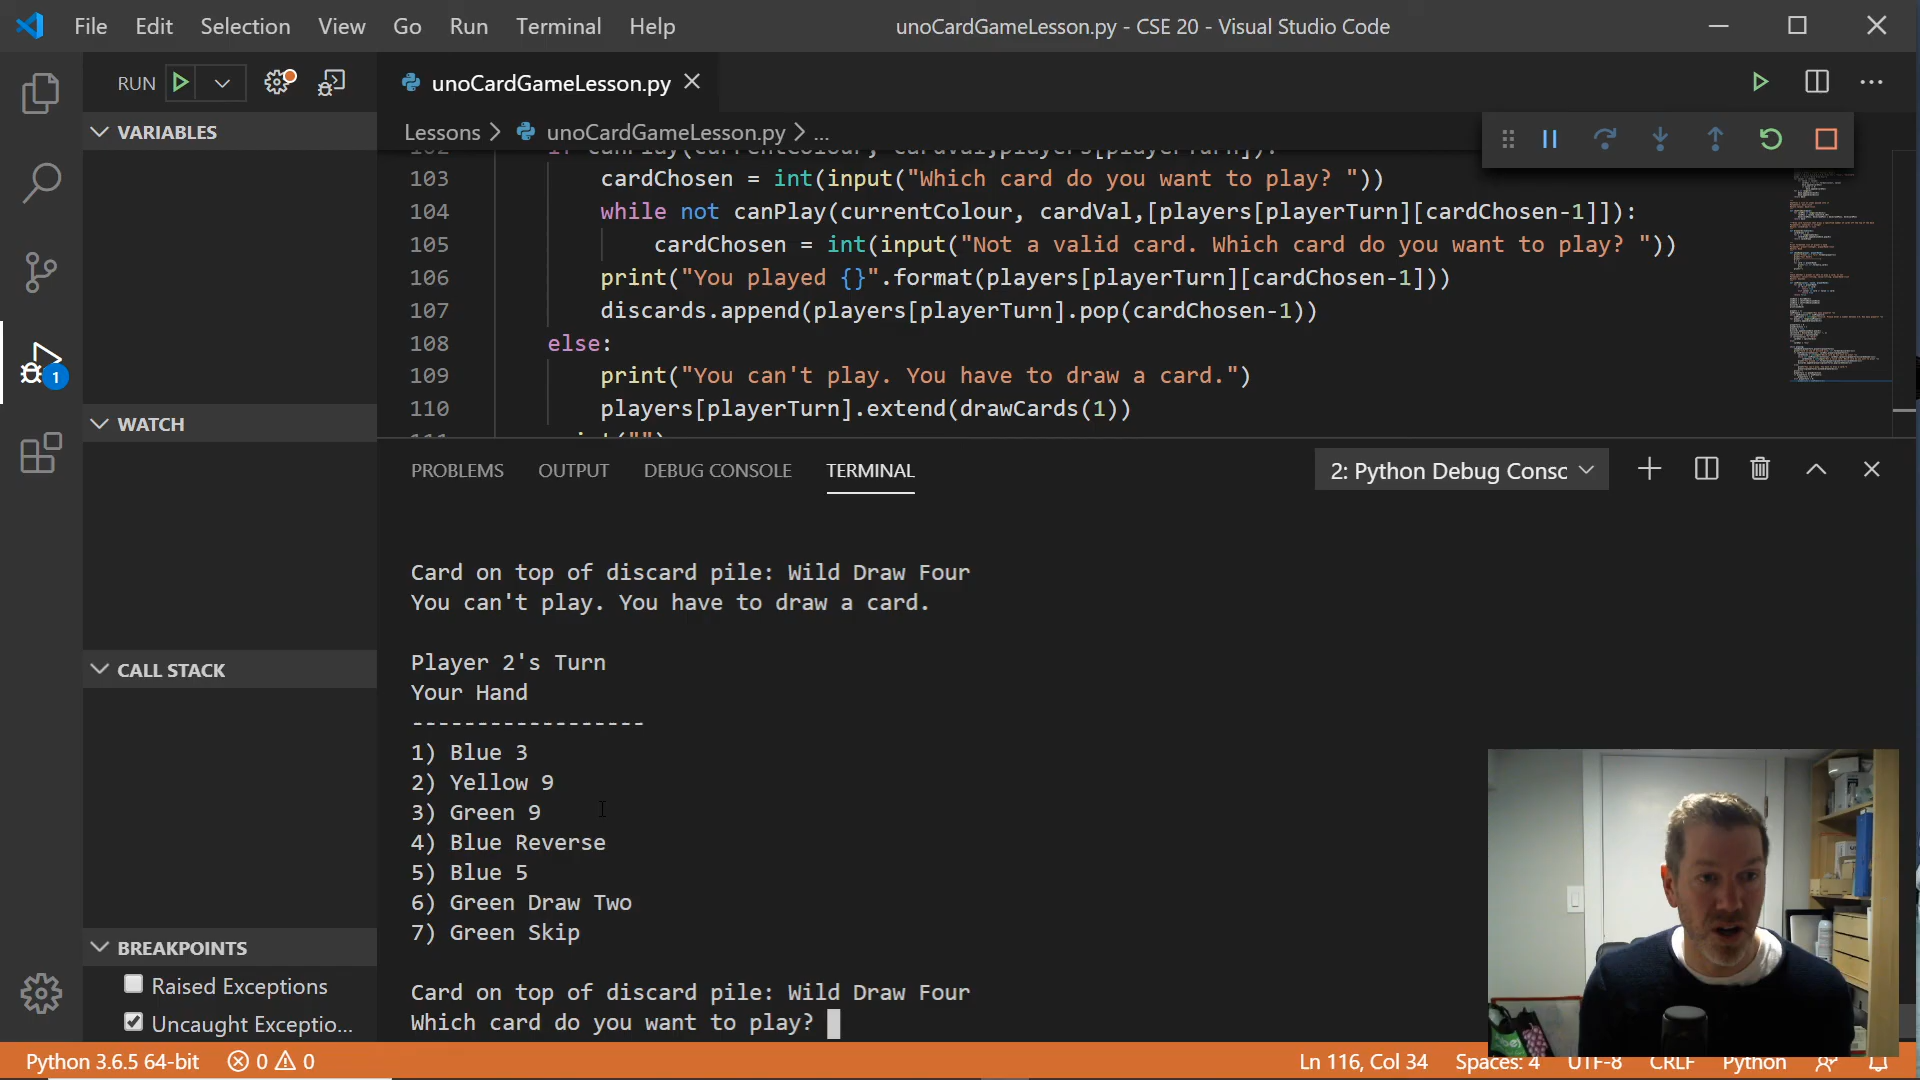 File Edit Selection View Go Run Terminal Help
unoCardGameLesson.py - CSE 20 - Visual Studio Code
RUN
unoCardGameLesson.py
VARIABLES
Lessons > unoCardGameLesson.py > ...
103 cardChosen = int(input("Which card do you want to play? "))
104 while not canPlay(currentColour, cardVal,[players[playerTurn][cardChosen-1]]):
105 cardChosen = int(input("Not a valid card. Which card do you want to play? "))
106 print("You played {}".format(players[playerTurn][cardChosen-1]))
107 discards.append(players[playerTurn].pop(cardChosen-1))
108 else:
109 print("You can't play. You have to draw a card.")
110 players[playerTurn].extend(drawCards(1))
WATCH
PROBLEMS OUTPUT DEBUG CONSOLE TERMINAL
2: Python Debug Consc
Card on top of discard pile: Wild Draw Four
You can't play. You have to draw a card.
Player 2's Turn
Your Hand
------------------
1) Blue 3
2) Yellow 9
3) Green 9
4) Blue Reverse
5) Blue 5
6) Green Draw Two
7) Green Skip
Card on top of discard pile: Wild Draw Four
Which card do you want to play?
CALL STACK
BREAKPOINTS
Raised Exceptions
Uncaught Exceptio...
1
Python 3.6.5 64-bit 0 0
Ln 116, Col 34 Spaces: 4 UTF-8 CRLF Python